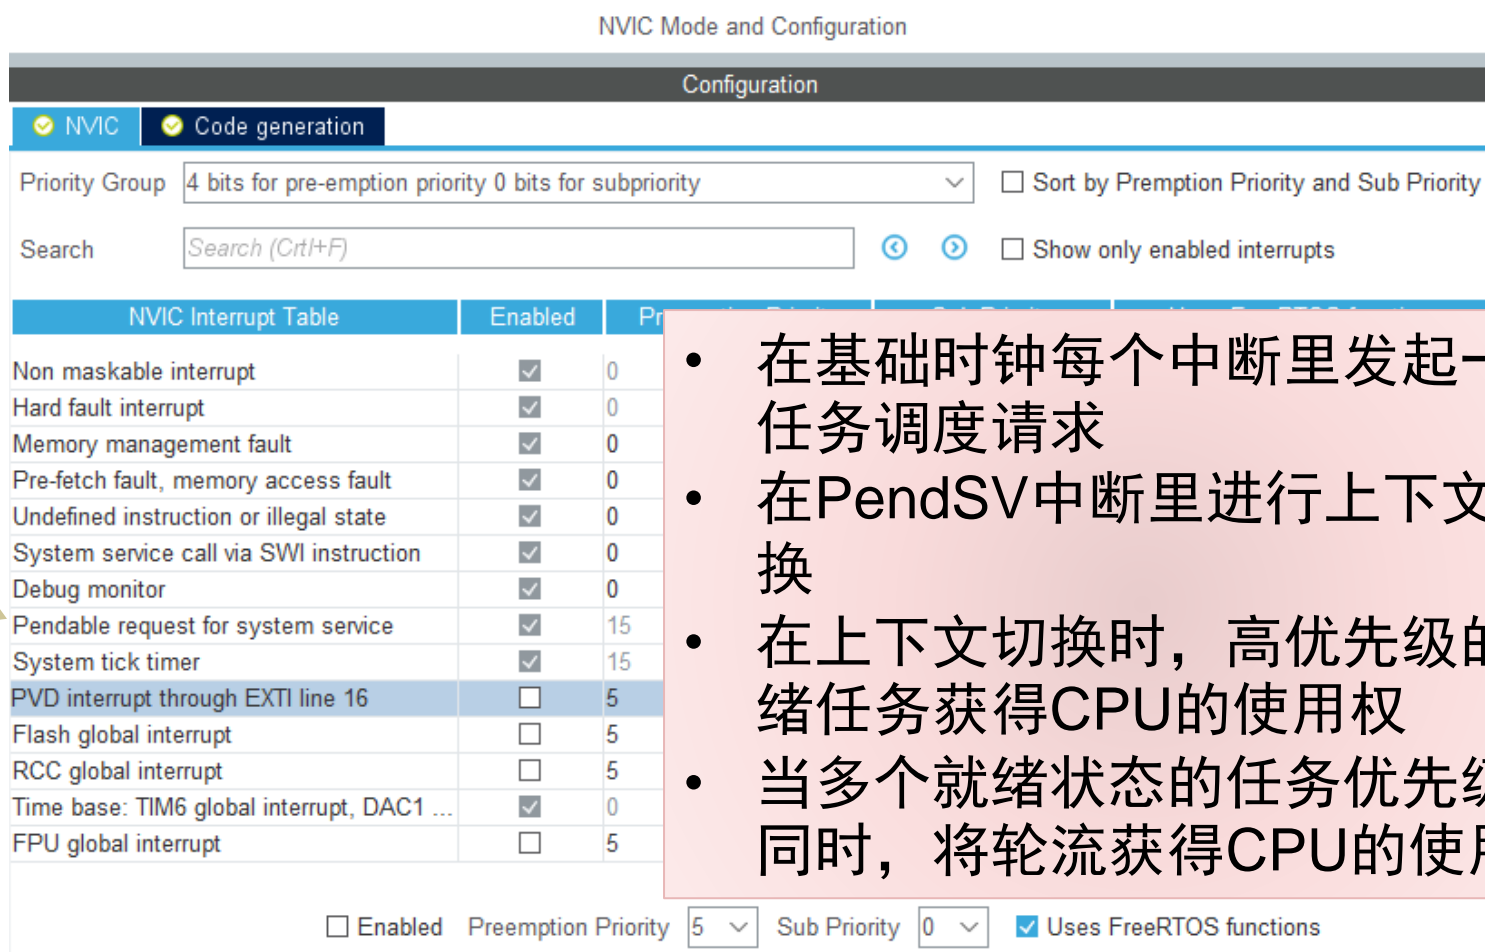 NVIC Mode and Configuration
Configuration
NVIC Code generation
Priority Group 4 bits for pre-emption priority 0 bits for subpriority Sort by Premption Priority and Sub Priority
Search Search (Crtl+F) Show only enabled interrupts
NVIC Interrupt Table Enabled
Non maskable interrupt 0
Hard fault interrupt 0
Memory management fault 0
Pre-fetch fault, memory access fault 0
Undefined instruction or illegal state 0
System service call via SWI instruction 0
Debug monitor 0
Pendable request for system service 15
System tick timer 15
PVD interrupt through EXTI line 16 5
Flash global interrupt 5
RCC global interrupt 5
Time base: TIM6 global interrupt, DAC1 ... 0
FPU global interrupt 5
• 在基础时钟每个中断里发起一
任务调度请求
• 在PendSV中断里进行上下文
换
• 在上下文切换时，高优先级的
绪任务获得CPU的使用权
• 当多个就绪状态的任务优先级
同时，将轮流获得CPU的使用
Enabled Preemption Priority 5 Sub Priority 0 Uses FreeRTOS functions